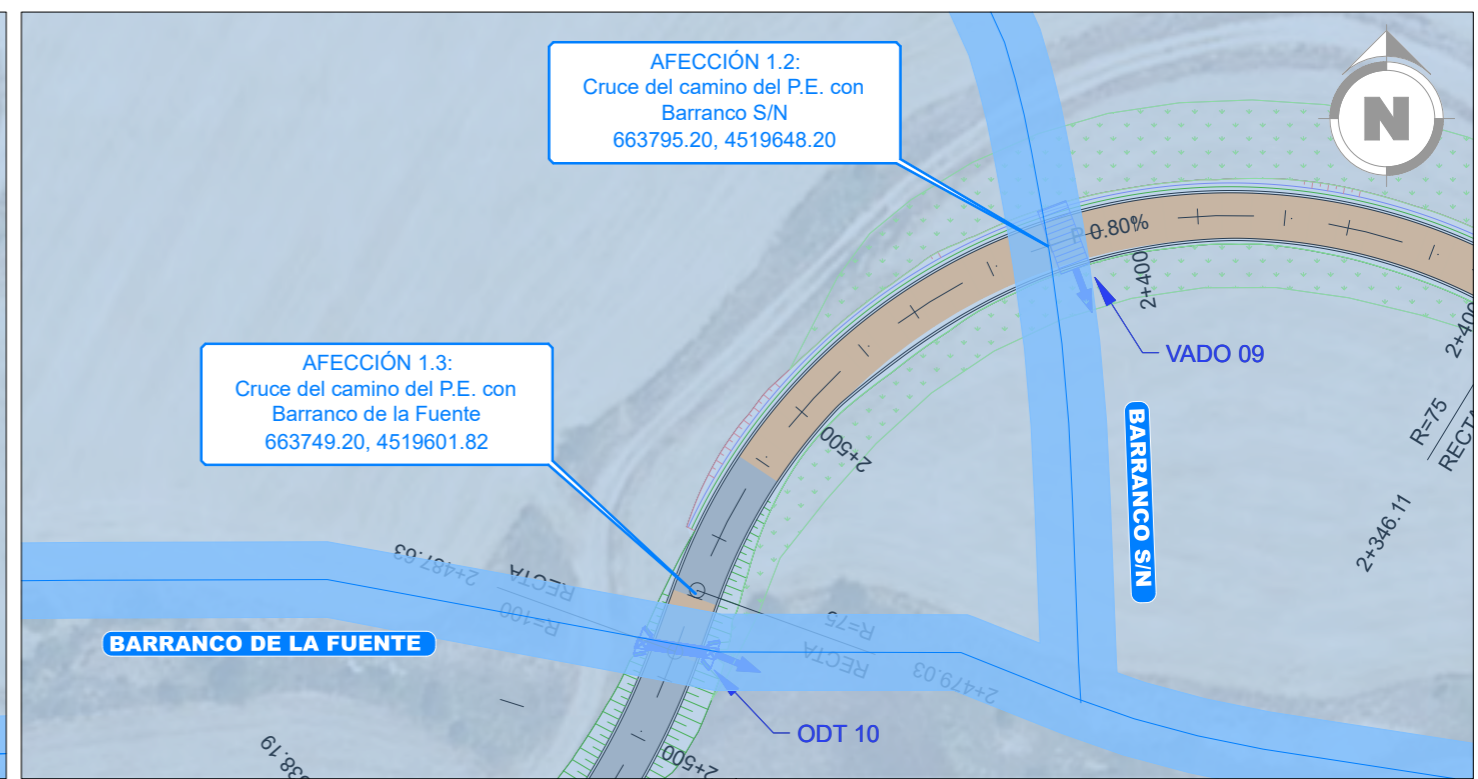 AFECCIÓN 1.2:
Cruce del camino del P.E. con
Barranco S/N
663795.20, 4519648.20
N
P 0.80%
2+400
VADO 09
2+400
R=75
RECTA
2+346.11
BARRANCO S/N
AFECCIÓN 1.3:
Cruce del camino del P.E. con
Barranco de la Fuente
663749.20, 4519601.82
2+500
2+487.63
RECTA
R=100
R=75
RECTA
2+479.03
BARRANCO DE LA FUENTE
ODT 10
2+500
38.19